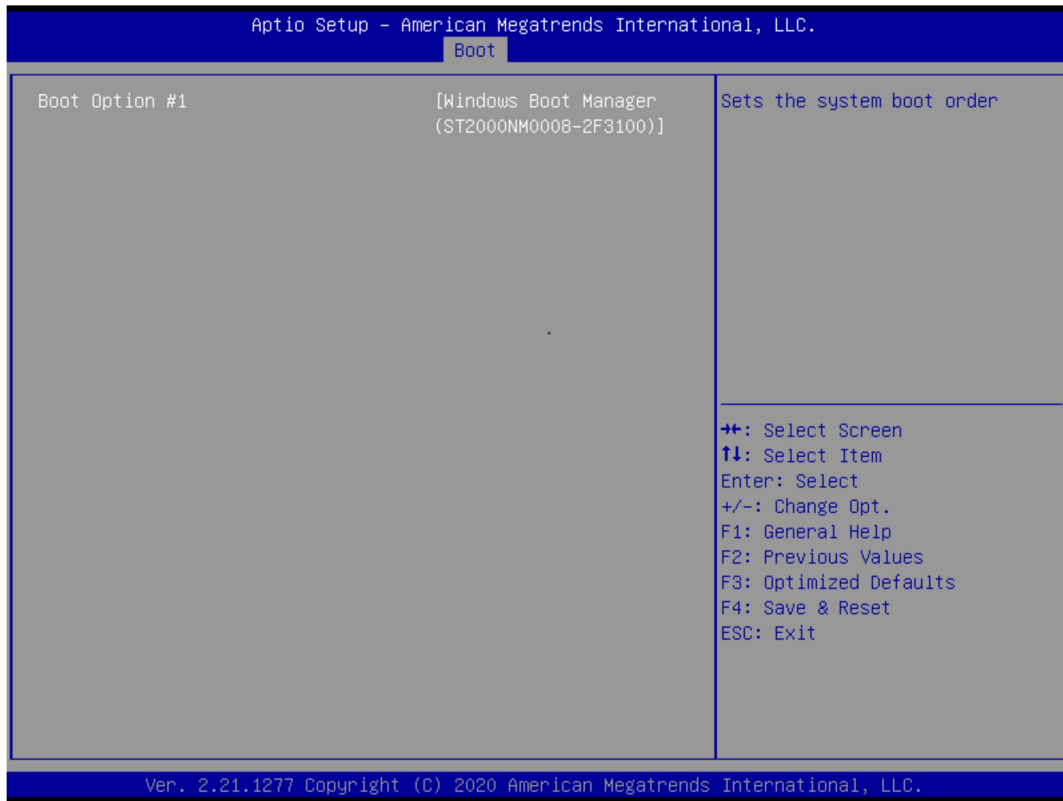 Aptio Setup – American Megatrends International, LLC.
Boot
Boot Option #1 [Windows Boot Manager
(ST2000NM0008-2F3100)]
Sets the system boot order
→←: Select Screen
↑↓: Select Item
Enter: Select
+/-: Change Opt.
F1: General Help
F2: Previous Values
F3: Optimized Defaults
F4: Save & Reset
ESC: Exit
Ver. 2.21.1277 Copyright (C) 2020 American Megatrends International, LLC.